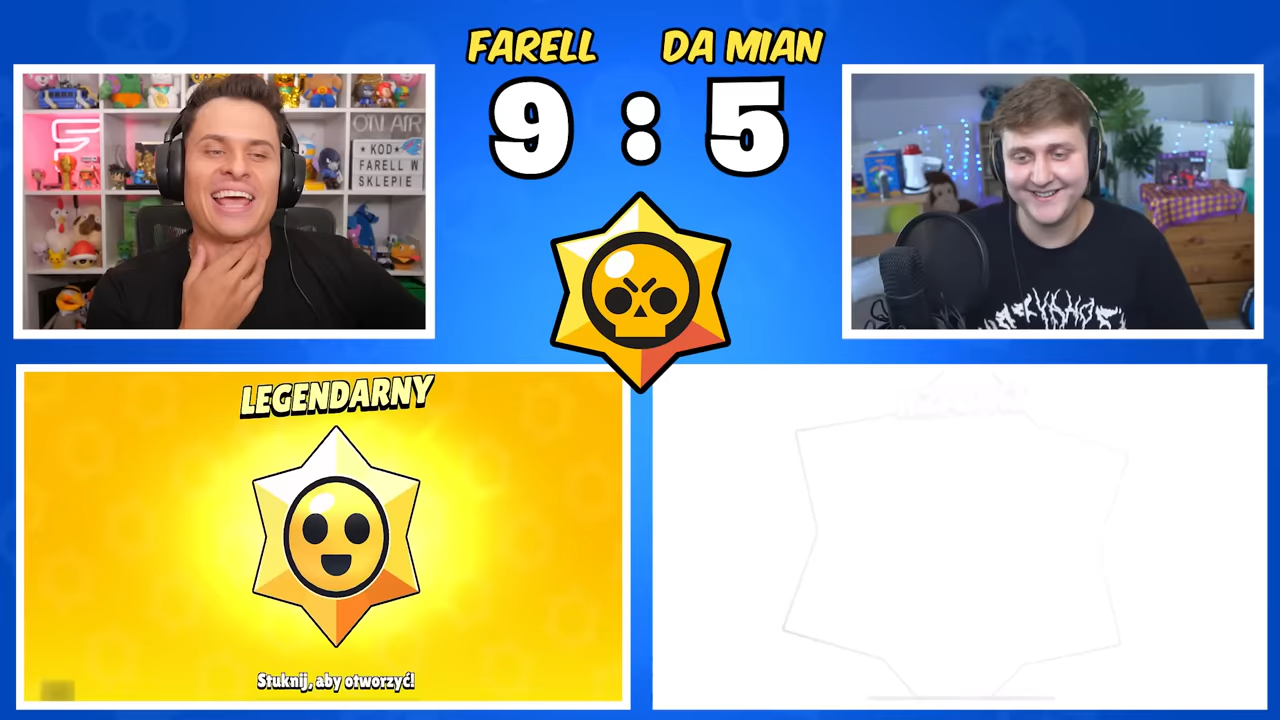 FARELL
DA MIAN
9 : 5
ON AIR
★ KOD
FARELL W
SKLEPIE
LEGENDARNY
Stuknij, aby otworzyć!